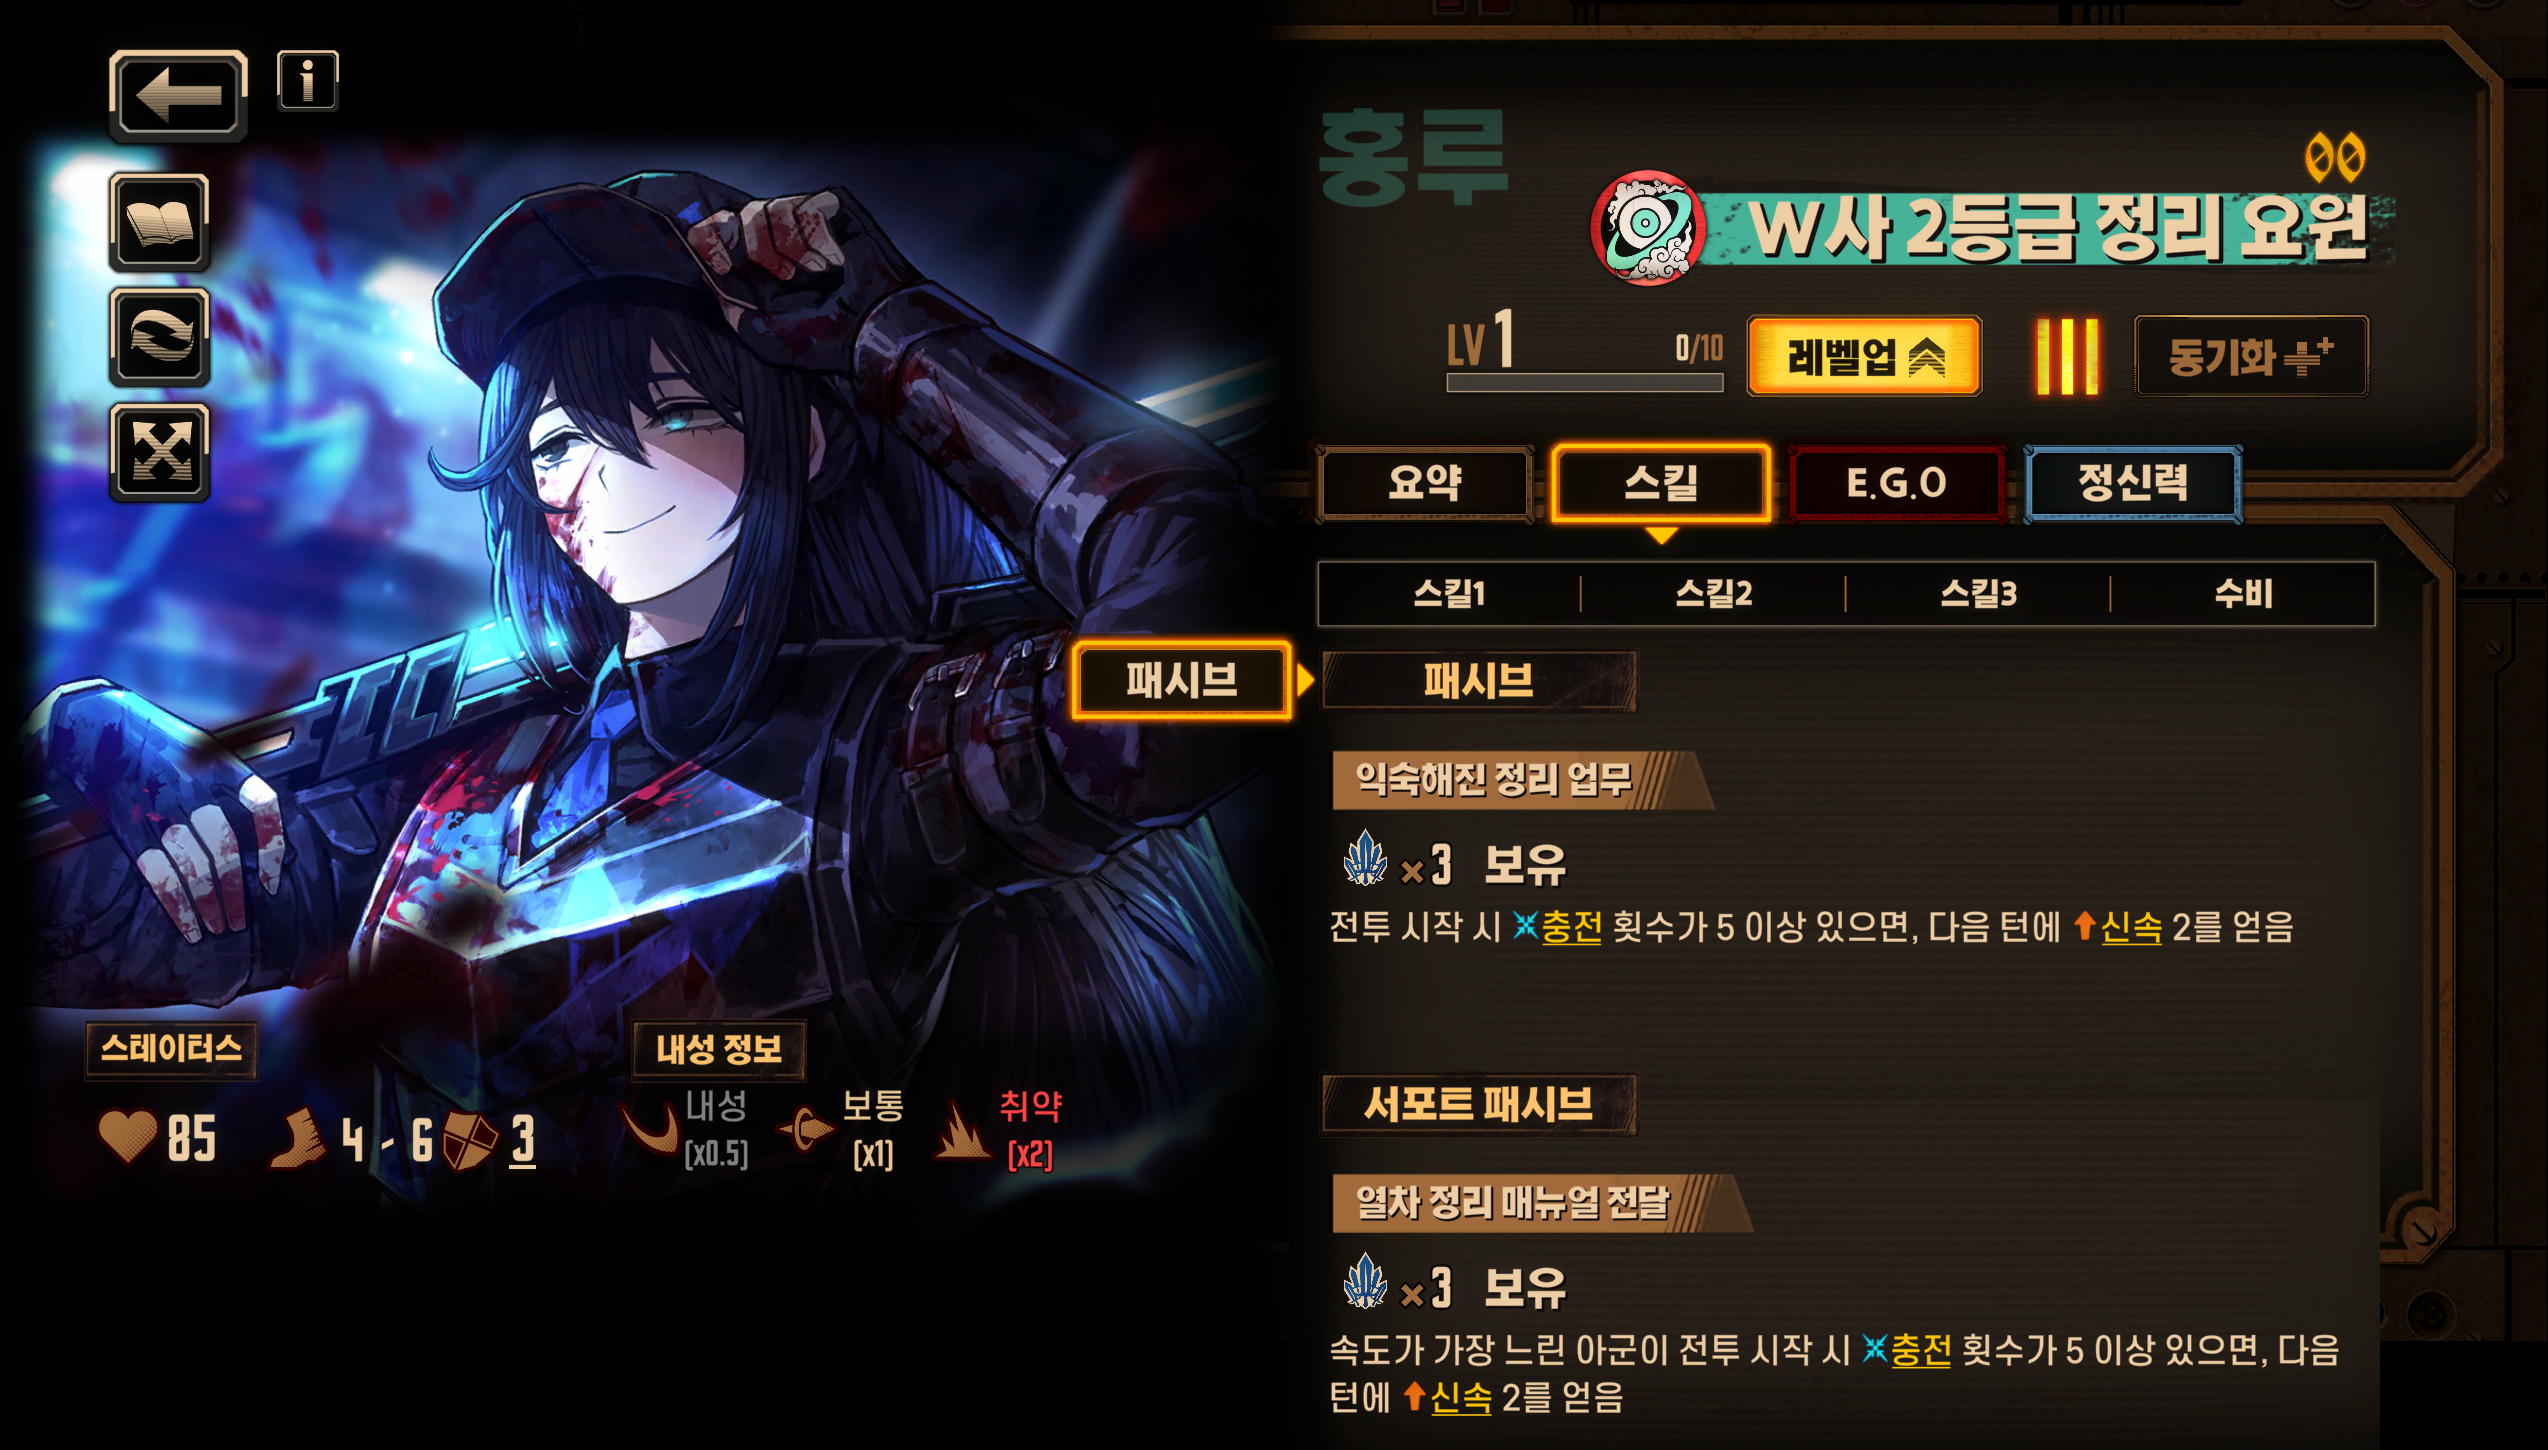 홍루
W사 2등급 정리 요원
LV 1
0/10
레벨업
동기화
요약
스킬
E.G.O
정신력
스킬1
스킬2
스킬3
수비
패시브
패시브
익숙해진 정리 업무
×3 보유
전투 시작 시 충전 횟수가 5 이상 있으면, 다음 턴에 신속 2를 얻음
서포트 패시브
열차 정리 매뉴얼 전달
×3 보유
속도가 가장 느린 아군이 전투 시작 시 충전 횟수가 5 이상 있으면, 다음
턴에 신속 2를 얻음
스테이터스
85
4 - 6
3
내성 정보
내성
[x0.5]
보통
[x1]
취약
[x2]